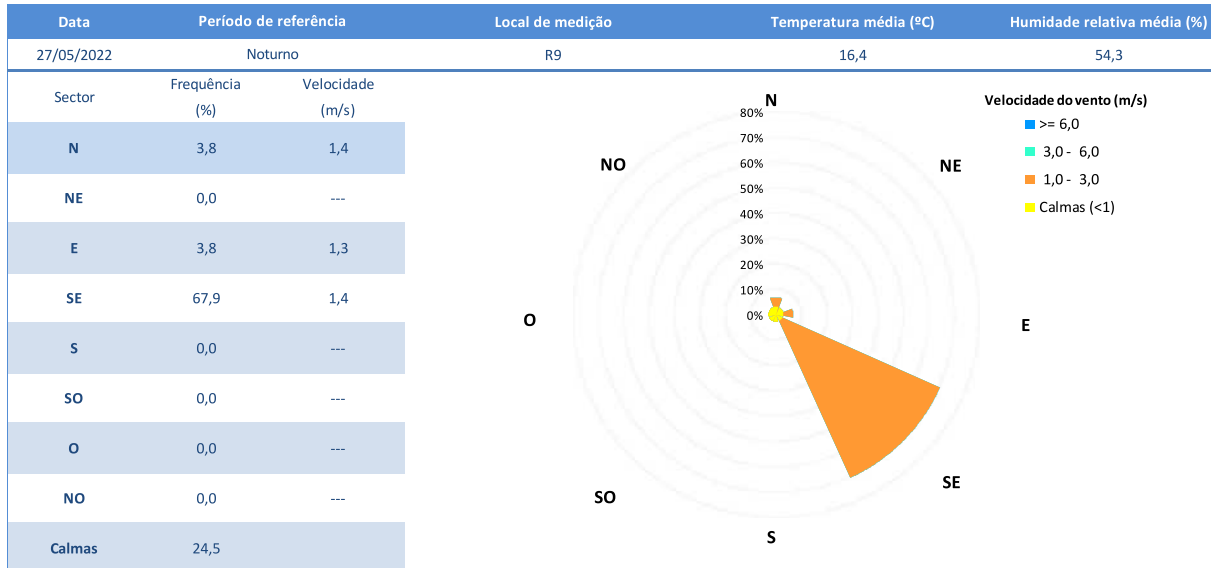 Data Período de referência Local de medição Temperatura média (ºC) Humidade relativa média (%)
27/05/2022 Noturno R9 16,4 54,3
Sector Frequência (%) Velocidade (m/s)
N 3,8 1,4
NE 0,0 ---
E 3,8 1,3
SE 67,9 1,4
S 0,0 ---
SO 0,0 ---
O 0,0 ---
NO 0,0 ---
Calmas 24,5
N
80%
70%
60%
50%
40%
30%
20%
10%
0%
NO
NE
O
E
SO
SE
S
Velocidade do vento (m/s)
>= 6,0
3,0 - 6,0
1,0 - 3,0
Calmas (<1)